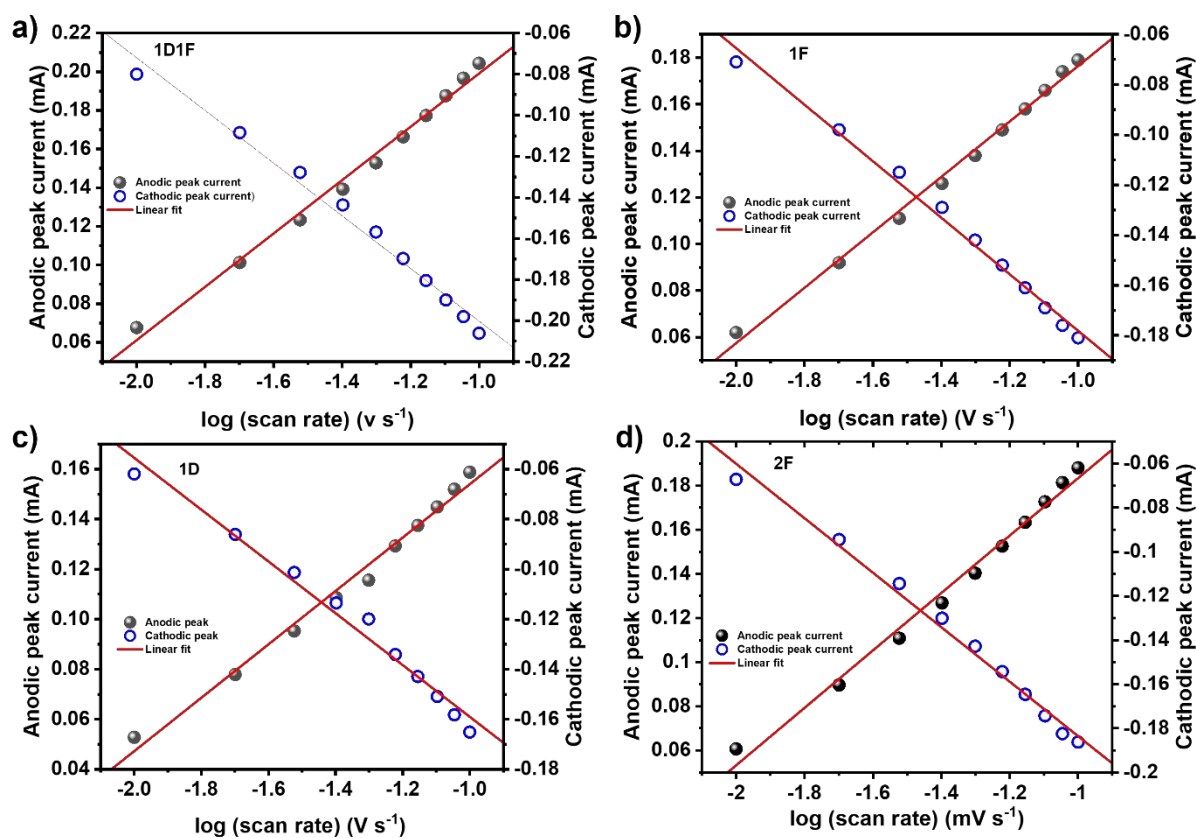 a)
1D1F
Anodic peak current (mA)
0.22
0.20
0.18
0.16
0.14
0.12
0.10
0.08
0.06
Anodic peak current
Cathodic peak current)
Linear fit
-0.06
-0.08
-0.10
-0.12
-0.14
-0.16
-0.18
-0.20
-0.22
Cathodic peak current (mA)
-2.0 -1.8 -1.6 -1.4 -1.2 -1.0
log (scan rate) (v s⁻¹)
b)
1F
Anodic peak current (mA)
0.18
0.16
0.14
0.12
0.10
0.08
0.06
Anodic peak current
Cathodic peak current
Linear fit
-0.06
-0.08
-0.10
-0.12
-0.14
-0.16
-0.18
Cathodic peak current (mA)
-2.0 -1.8 -1.6 -1.4 -1.2 -1.0
log (scan rate) (V s⁻¹)
c)
1D
Anodic peak current (mA)
0.16
0.14
0.12
0.10
0.08
0.06
0.04
Anodic peak
Cathodic peak
Linear fit
-0.06
-0.08
-0.10
-0.12
-0.14
-0.16
-0.18
Cathodic peak current (mA)
-2.0 -1.8 -1.6 -1.4 -1.2 -1.0
log (scan rate) (V s⁻¹)
d)
2F
Anodic peak current (mA)
0.2
0.18
0.16
0.14
0.12
0.1
0.08
0.06
Anodic peak current
Cathodic peak current
Linear fit
-0.06
-0.08
-0.1
-0.12
-0.14
-0.16
-0.18
-0.2
Cathodic peak current (mA)
-2 -1.8 -1.6 -1.4 -1.2 -1
log (scan rate) (mV s⁻¹)